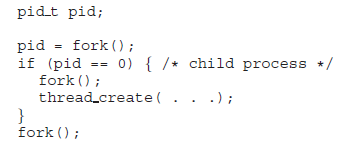 pid_t pid;
pid = fork();
if (pid == 0) { /* child process */
fork();
thread_create( . . .);
}
fork();